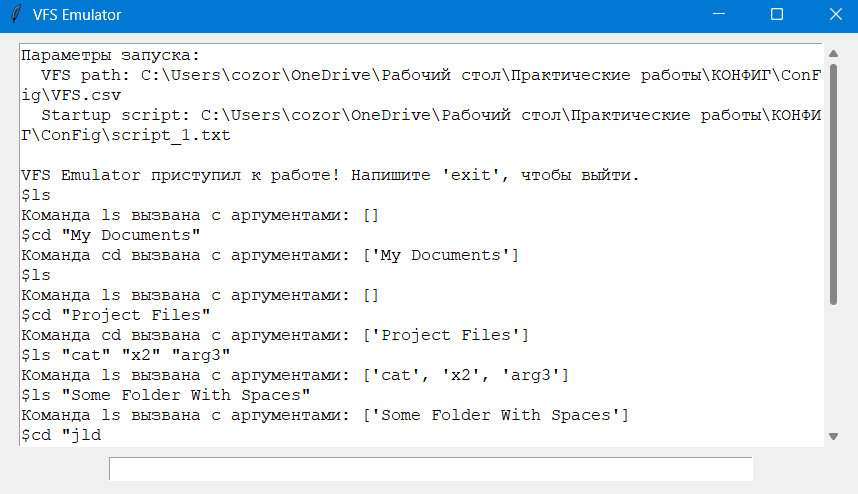 VFS Emulator
Параметры запуска:
  VFS path: C:\Users\cozor\OneDrive\Рабочий стол\Практические работы\КОНФИГ\ConF
ig\VFS.csv
  Startup script: C:\Users\cozor\OneDrive\Рабочий стол\Практические работы\КОНФИ
Г\ConFig\script_1.txt

VFS Emulator приступил к работе! Напишите 'exit', чтобы выйти.
$ls
Команда ls вызвана с аргументами: []
$cd "My Documents"
Команда cd вызвана с аргументами: ['My Documents']
$ls
Команда ls вызвана с аргументами: []
$cd "Project Files"
Команда cd вызвана с аргументами: ['Project Files']
$ls "cat" "x2" "arg3"
Команда ls вызвана с аргументами: ['cat', 'x2', 'arg3']
$ls "Some Folder With Spaces"
Команда ls вызвана с аргументами: ['Some Folder With Spaces']
$cd "jld